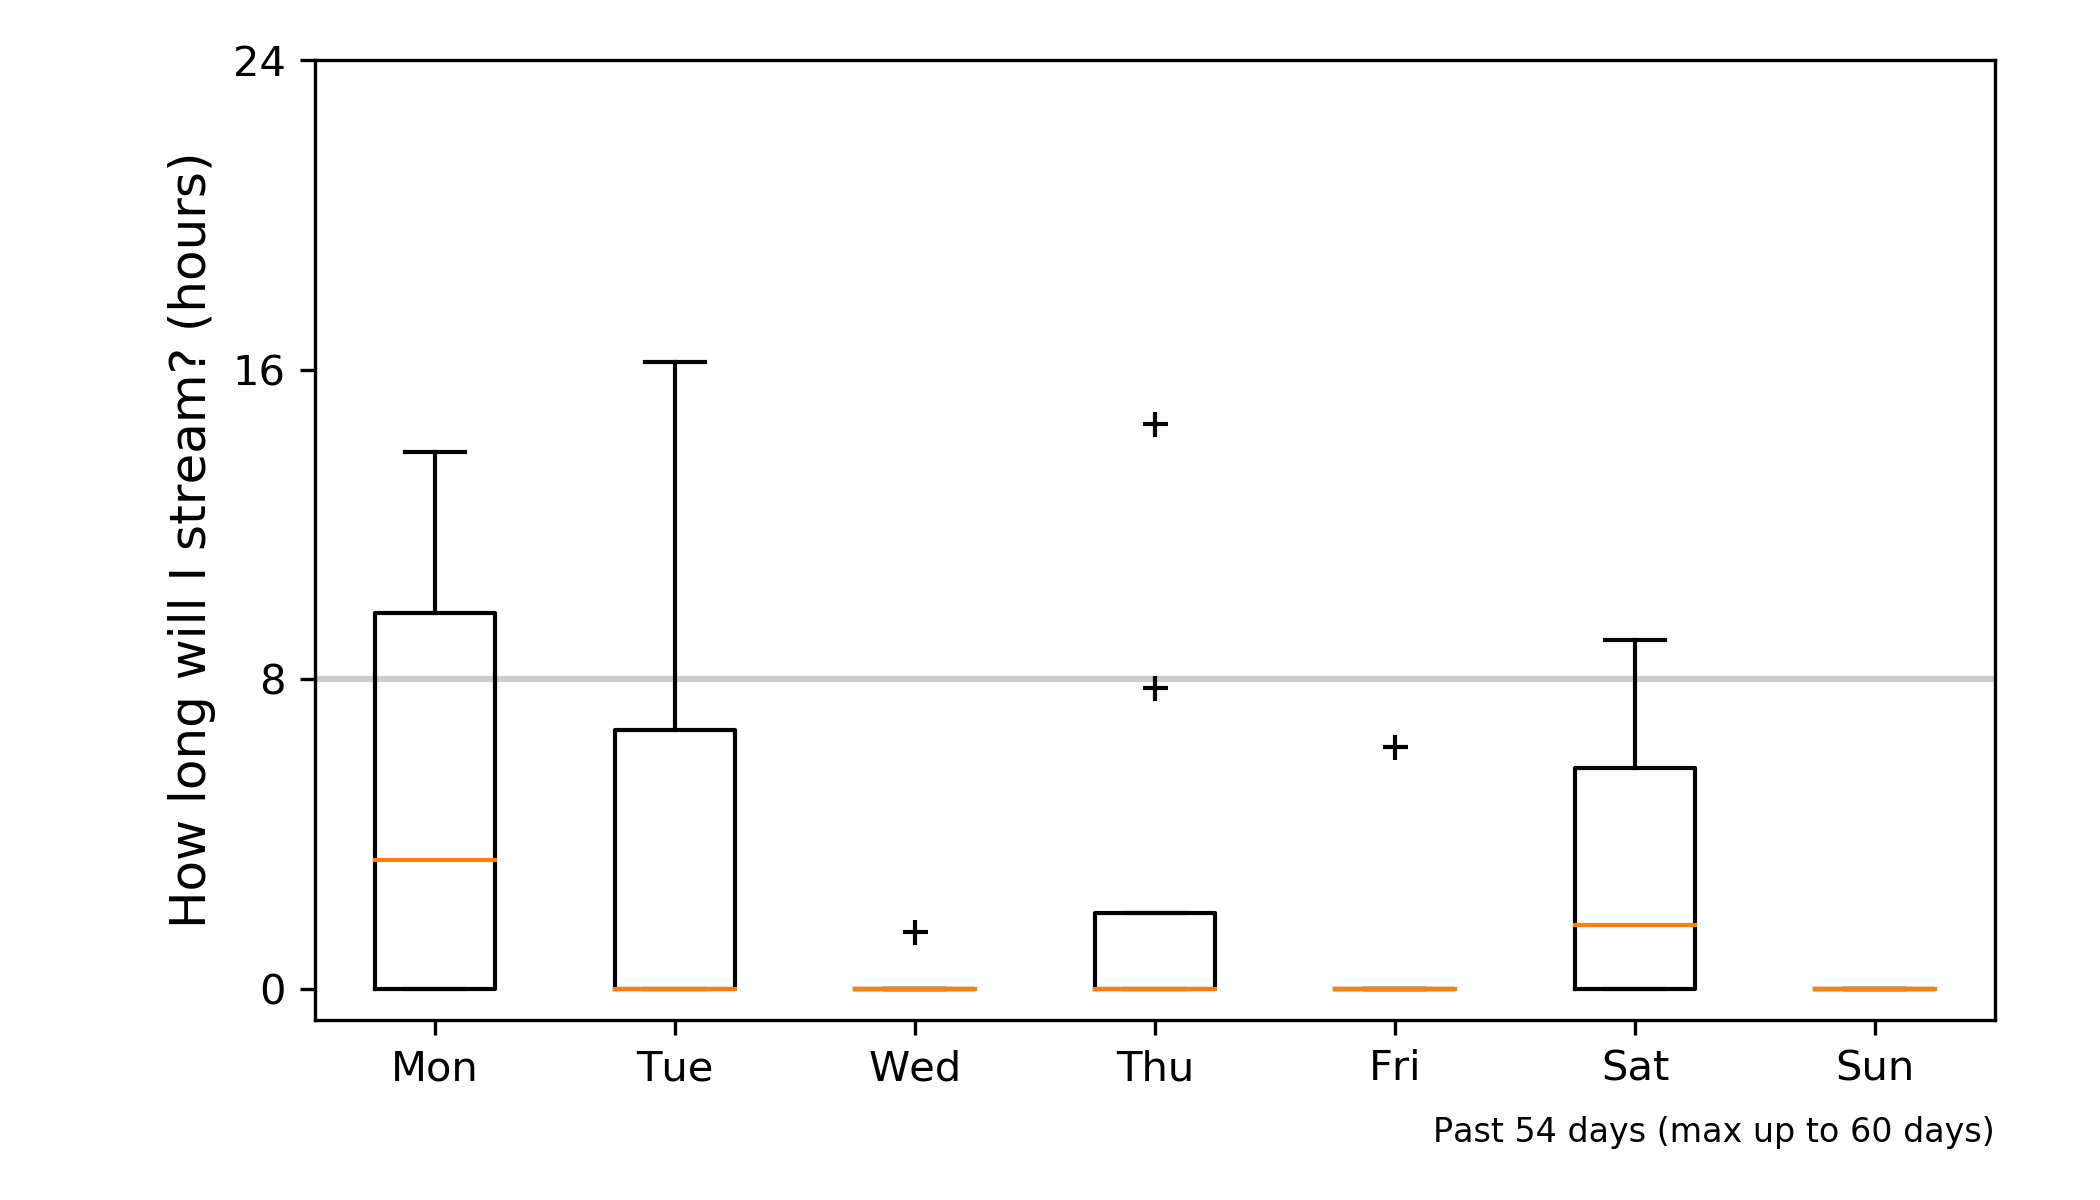 How long will I stream? (hours)
24
16
8
0
Mon Tue Wed Thu Fri Sat Sun
Past 54 days (max up to 60 days)